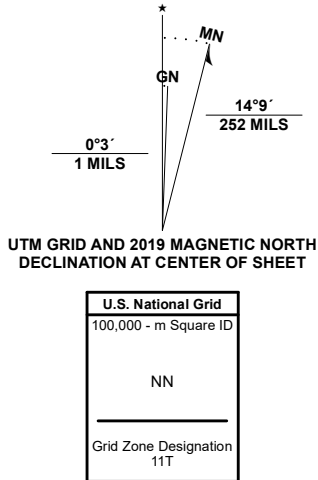 ★
MN
GN
14°9´
252 MILS
0°3´
1 MILS
UTM GRID AND 2019 MAGNETIC NORTH
DECLINATION AT CENTER OF SHEET
U.S. National Grid
100,000 - m Square ID
NN
Grid Zone Designation
11T